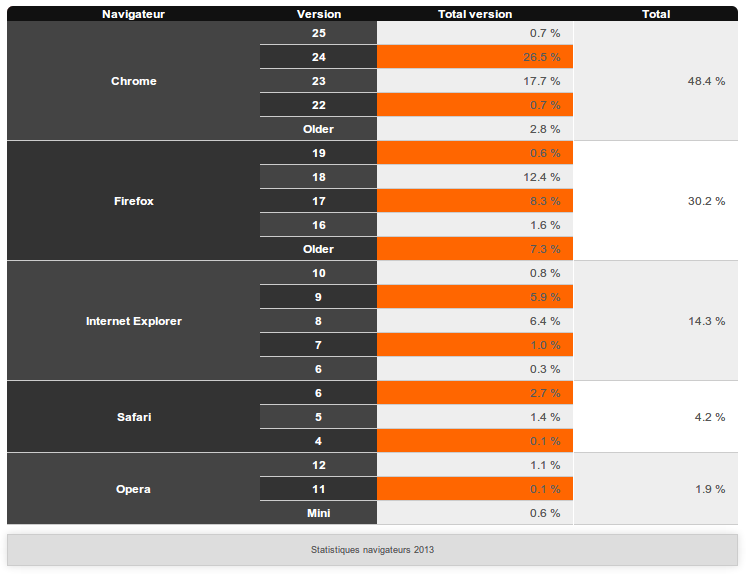 Navigateur Version Total version Total
25 0.7 %
24 26.5 %
Chrome 23 17.7 % 48.4 %
22 0.7 %
Older 2.8 %
19 0.6 %
18 12.4 %
Firefox 17 8.3 % 30.2 %
16 1.6 %
Older 7.3 %
10 0.8 %
9 5.9 %
Internet Explorer 8 6.4 % 14.3 %
7 1.0 %
6 0.3 %
6 2.7 %
Safari 5 1.4 % 4.2 %
4 0.1 %
12 1.1 %
Opera 11 0.1 % 1.9 %
Mini 0.6 %
Statistiques navigateurs 2013